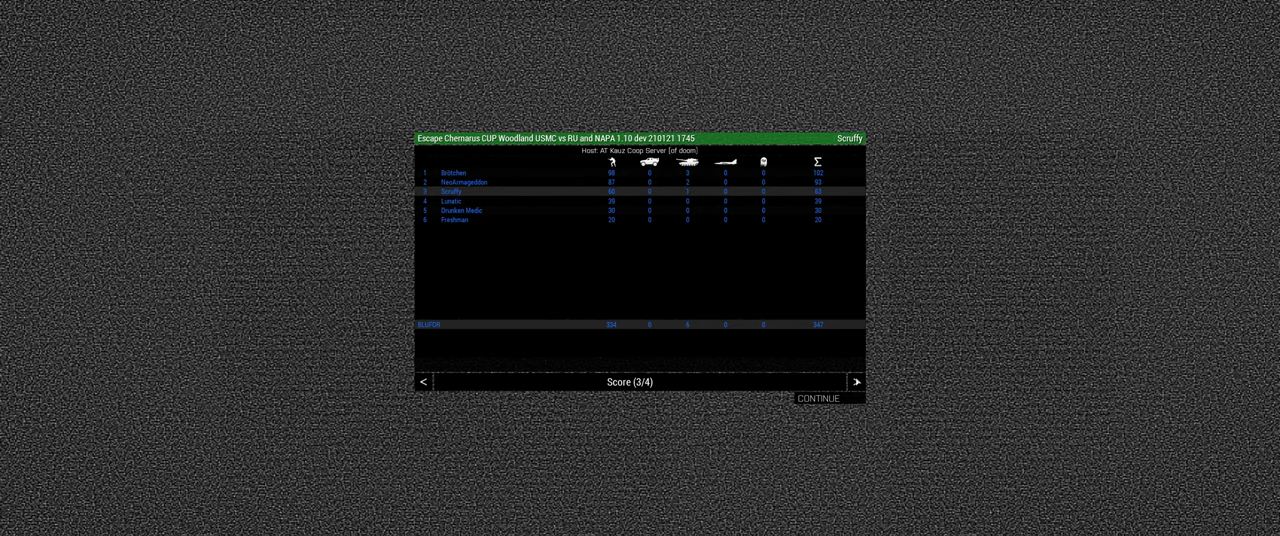 Escape Chernarus CUP Woodland USMC vs RU and NAPA 1.10 dev 210121 1745 Scruffy
Host: AT Kauz Coop Server [of doom]
Σ
1 Brötchen 98 0 3 0 0 102
2 NeoArmageddon 87 0 2 0 0 93
3 Scruffy 60 0 1 0 0 63
4 Lunatic 39 0 0 0 0 39
5 Drunken Medic 30 0 0 0 0 30
6 Freshman 20 0 0 0 0 20
BLUFOR 334 0 6 0 0 347
< Score (3/4) >
CONTINUE